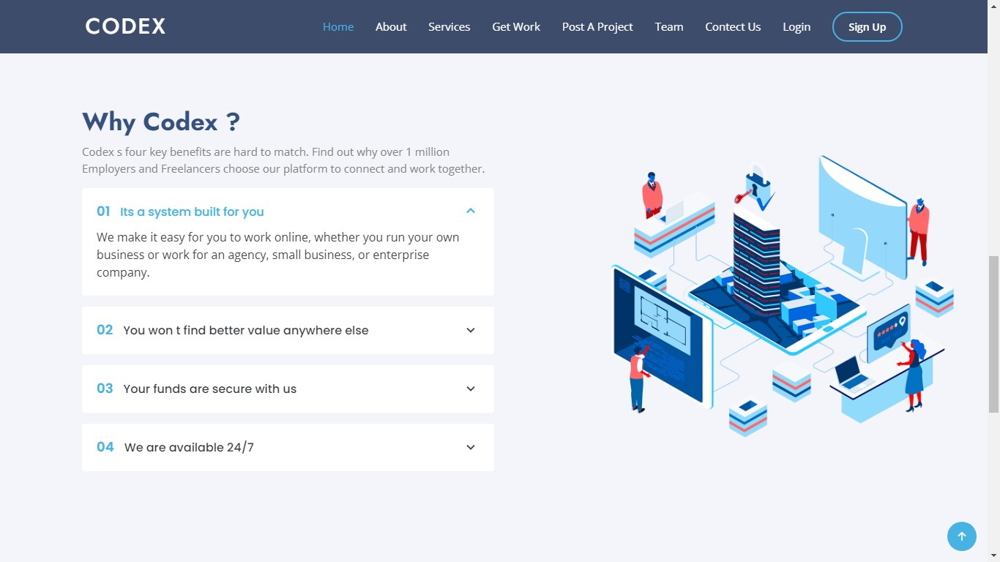 CODEX
Home About Services Get Work Post A Project Team Contect Us Login Sign Up
Why Codex ?
Codex s four key benefits are hard to match. Find out why over 1 million
Employers and Freelancers choose our platform to connect and work together.
01 Its a system built for you
We make it easy for you to work online, whether you run your own
business or work for an agency, small business, or enterprise
company.
02 You won t find better value anywhere else
03 Your funds are secure with us
04 We are available 24/7